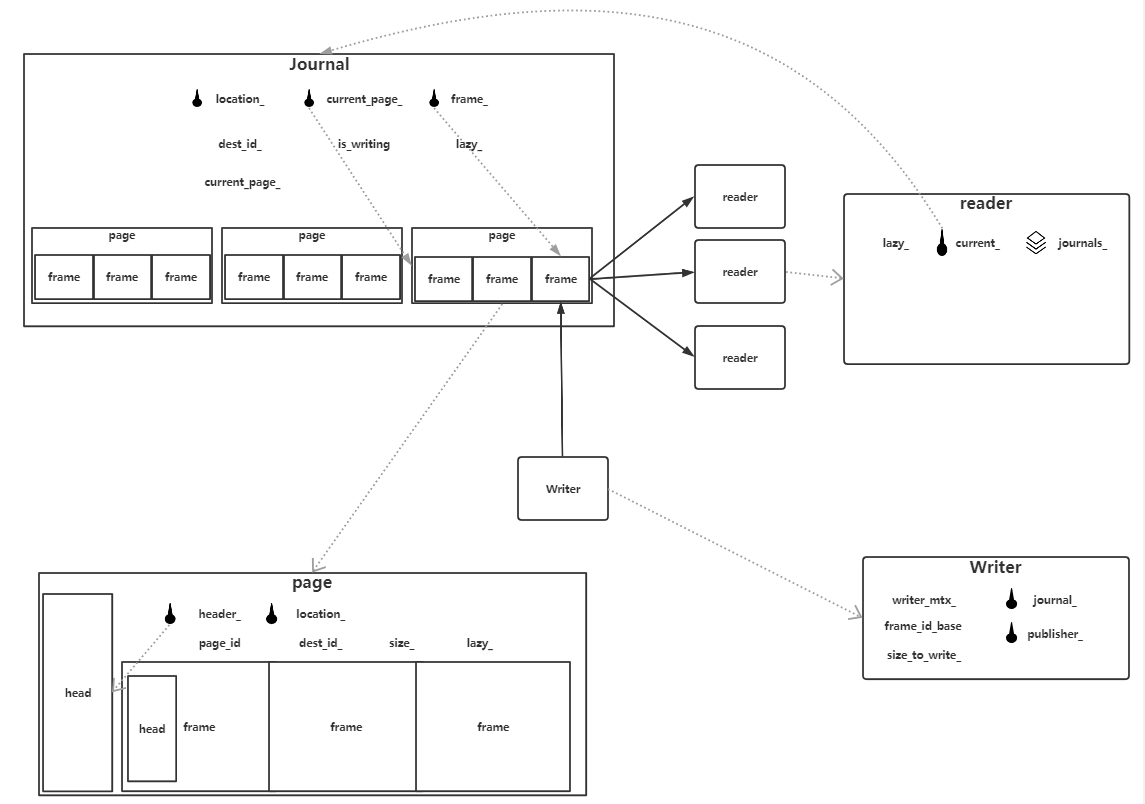 Journal
location_ current_page_ frame_
dest_id_ is_writing lazy_
current_page_
page page page
frame frame frame frame frame frame frame frame frame
reader
reader
reader
reader
lazy_ current_ journals_
Writer
Writer
writer_mtx_ journal_
frame_id_base publisher_
size_to_write_
page
header_ location_
page_id dest_id_ size_ lazy_
head
head frame frame frame